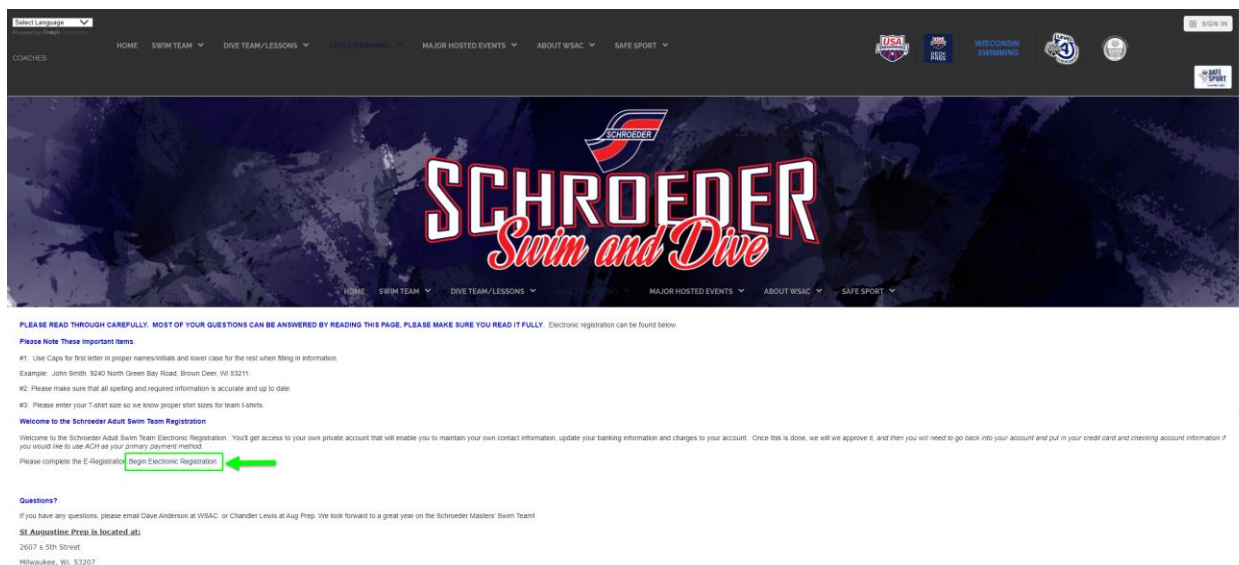 Select Language
Powered by Google Translate
SIGN IN
HOME SWIM TEAM DIVE TEAM/LESSONS ADULT SWIMMING MAJOR HOSTED EVENTS ABOUT WSAC SAFE SPORT
COACHES
USA
SWIMMING
DECK
PASS
WISCONSIN
SWIMMING
LEVEL
4
SAFE
SPORT
SCHROEDER
SCHROEDER
Swim and Dive
HOME SWIM TEAM DIVE TEAM/LESSONS ADULT SWIMMING MAJOR HOSTED EVENTS ABOUT WSAC SAFE SPORT
PLEASE READ THROUGH CAREFULLY. MOST OF YOUR QUESTIONS CAN BE ANSWERED BY READING THIS PAGE, PLEASE MAKE SURE YOU READ IT FULLY. Electronic registration can be found below.
Please Note These Important Items.
#1: Use Caps for first letter in proper names/initials and lower case for the rest when filling in information.
Example: John Smith 9240 North Green Bay Road, Brown Deer, WI 53211.
#2: Please make sure that all spelling and required information is accurate and up to date.
#3: Please enter your T-shirt size so we know proper shirt sizes for team t-shirts.
Welcome to the Schroeder Adult Swim Team Registration
Welcome to the Schroeder Adult Swim Team Electronic Registration. You'll get access to your own private account that will enable you to maintain your own contact information, update your banking information and charges to your account. Once this is done, we will we approve it, and then you will need to go back into your account and put in your credit card and checking account information if
you would like to use ACH as your primary payment method.
Please complete the E-Registration Begin Electronic Registration
Questions?
If you have any questions, please email Dave Anderson at WSAC or Chandler Lewis at Aug Prep. We look forward to a great year on the Schroeder Masters' Swim Team!!
St Augustine Prep is located at:
2607 s 5th Street
Milwaukee, WI. 53207